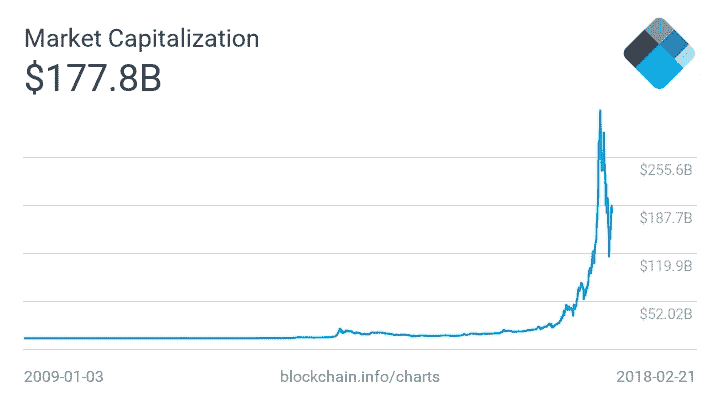 Market Capitalization
$177.8B
$255.6B
$187.7B
$119.9B
$52.02B
2009-01-03 blockchain.info/charts 2018-02-21